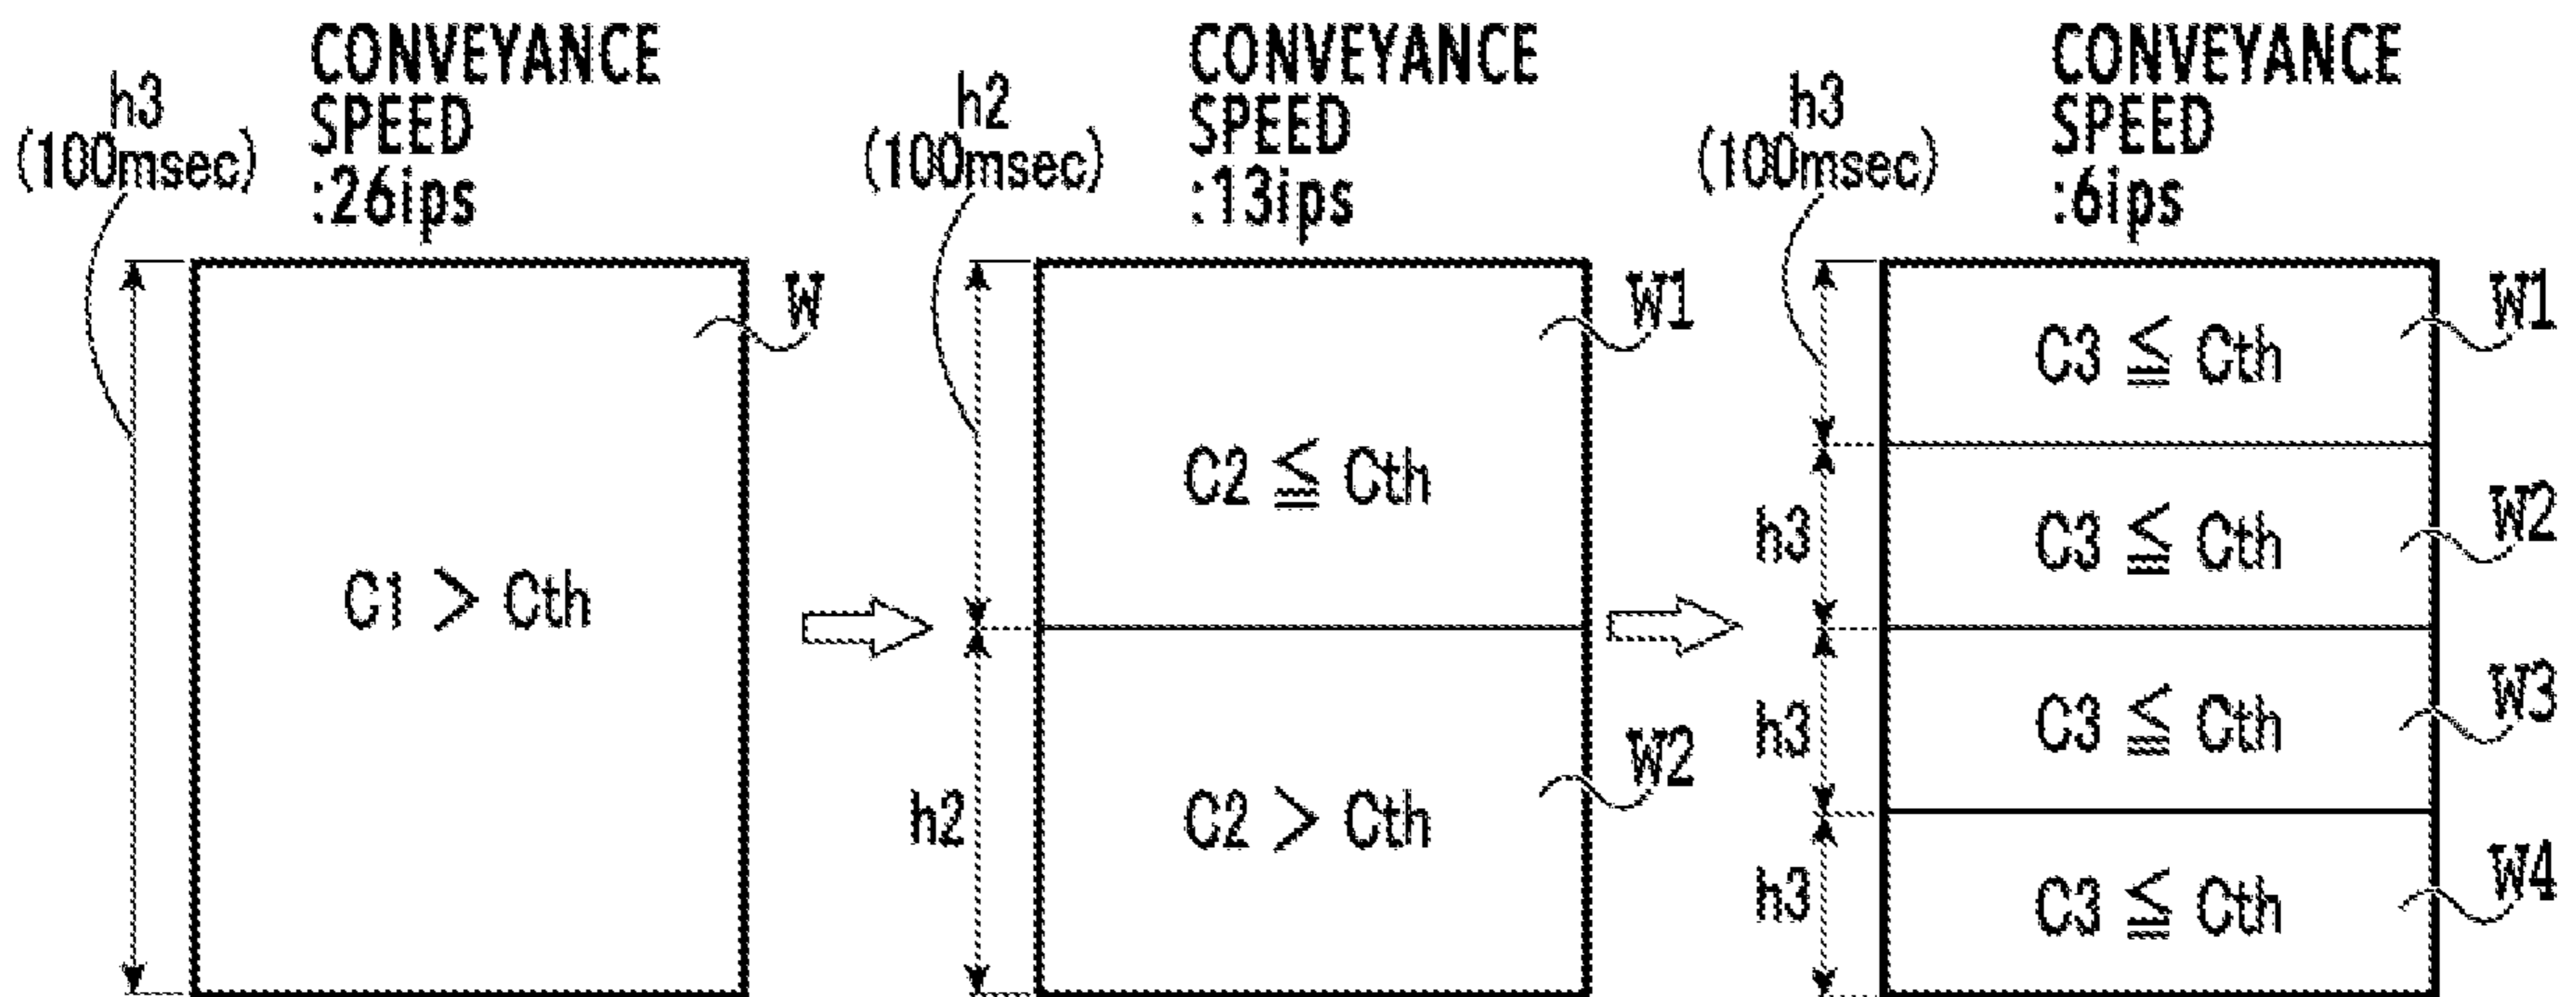 h3
(100msec)
CONVEYANCE
SPEED
:26ips
W
C1 > Cth
h2
(100msec)
CONVEYANCE
SPEED
:13ips
W1
C2 ≦ Cth
h2
W2
C2 > Cth
h3
(100msec)
CONVEYANCE
SPEED
:6ips
W1
C3 ≦ Cth
h3
W2
C3 ≦ Cth
h3
W3
C3 ≦ Cth
h3
W4
C3 ≦ Cth